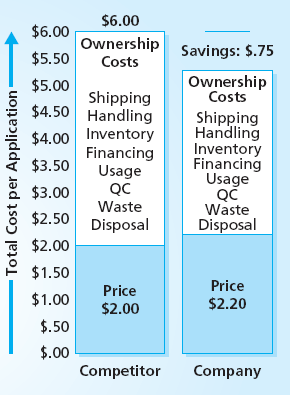 $6.00
Savings: $.75
Total Cost per Application
$6.00
$5.50
$5.00
$4.50
$4.00
$3.50
$3.00
$2.50
$2.00
$1.50
$1.00
$.50
$.00
Ownership
Costs
Shipping
Handling
Inventory
Financing
Usage
QC
Waste
Disposal
Price
$2.00
Ownership
Costs
Shipping
Handling
Inventory
Financing
Usage
QC
Waste
Disposal
Price
$2.20
Competitor
Company